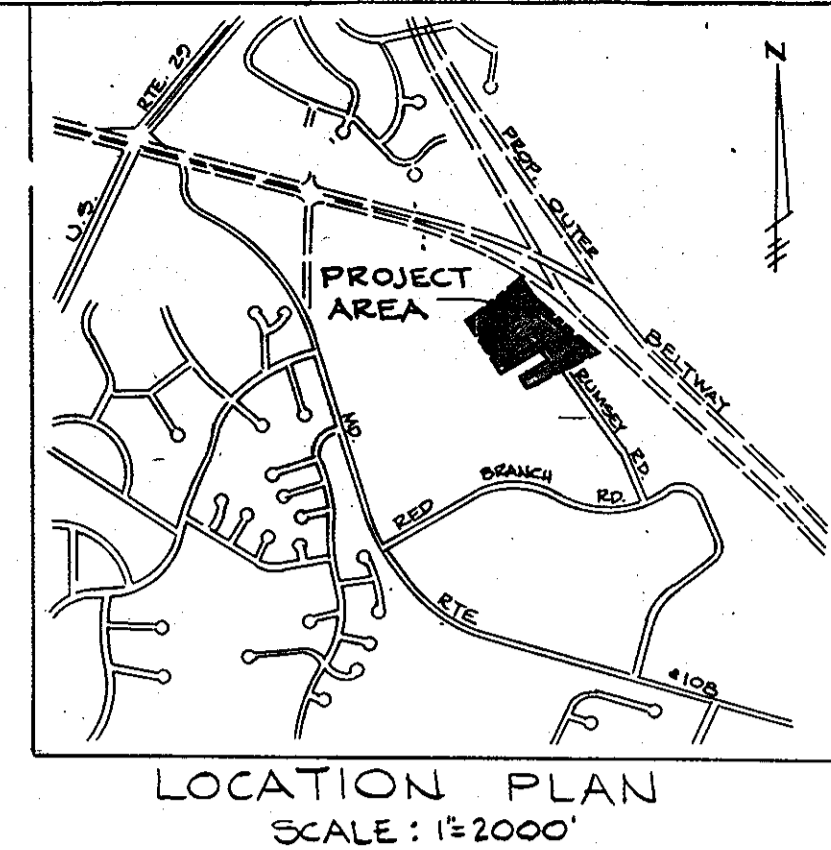 N
U.S. RTE. 29
PROP. OUTER BELTWAY
PROJECT
AREA
RUMSEY RD.
RED BRANCH RD.
MD. RTE #108
LOCATION PLAN
SCALE : 1"=2000'